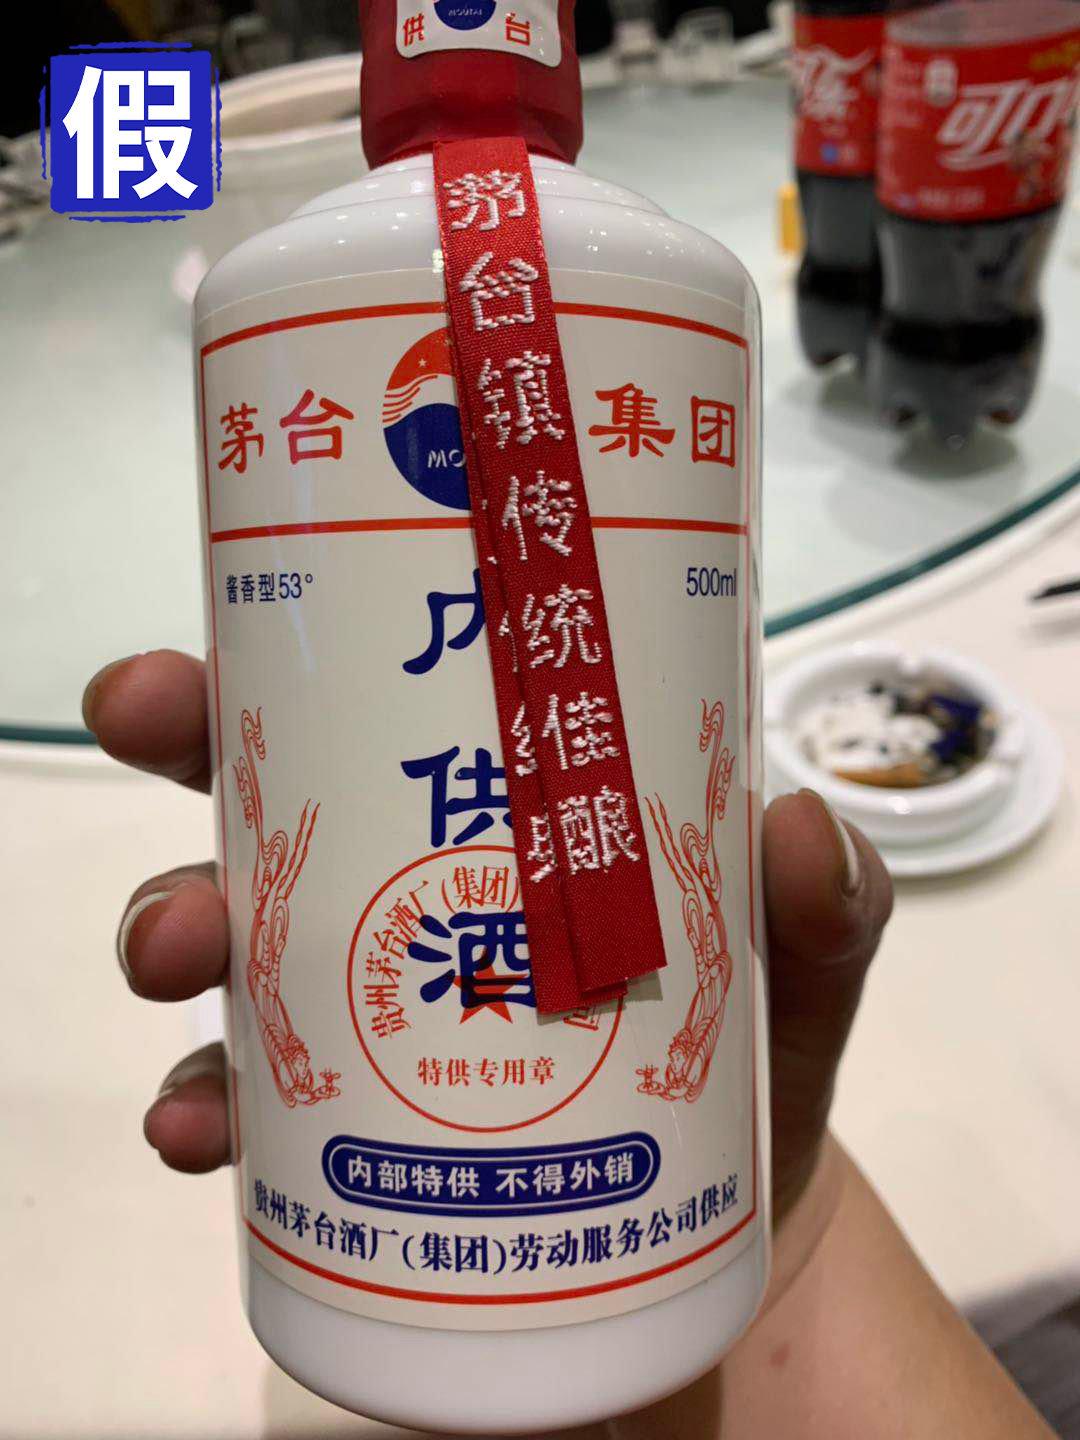 假
供 台
MOUTAI
茅台镇传统佳酿
茅台 集团
MO
酱香型53°
500ml
内供酒
贵州茅台酒厂(集团)
特供专用章
内部特供 不得外销
贵州茅台酒厂(集团)劳动服务公司供应